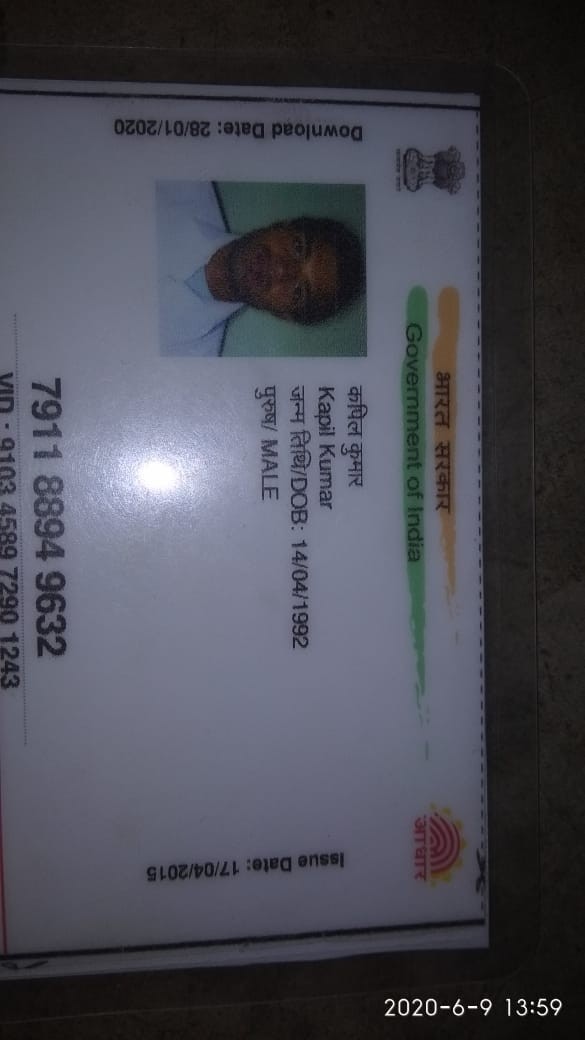 भारत सरकार
Government of India
आधार
Download Date: 28/01/2020
Issue Date: 17/04/2015
कपिल कुमार
Kapil Kumar
जन्म तिथि/DOB: 14/04/1992
पुरुष/ MALE
7911 8894 9632
VID : 9103 4589 7290 1243
2020-6-9 13:59